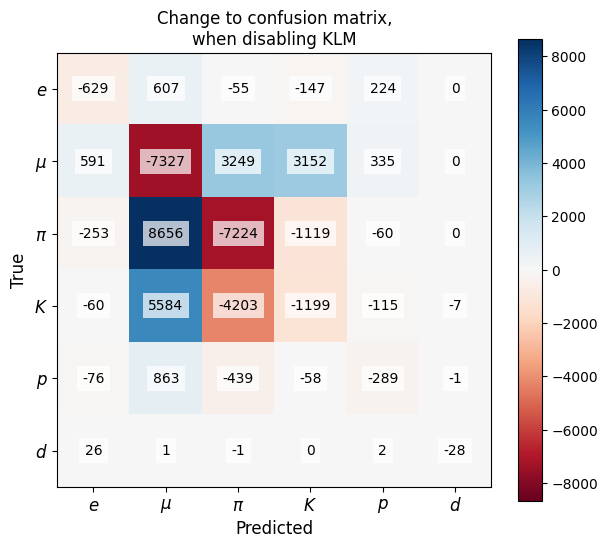 Change to confusion matrix,
when disabling KLM
e -629 607 -55 -147 224 0
μ 591 -7327 3249 3152 335 0
π -253 8656 -7224 -1119 -60 0
K -60 5584 -4203 -1199 -115 -7
p -76 863 -439 -58 -289 -1
d 26 1 -1 0 2 -28
e μ π K p d
Predicted
True
8000
6000
4000
2000
0
−2000
−4000
−6000
−8000